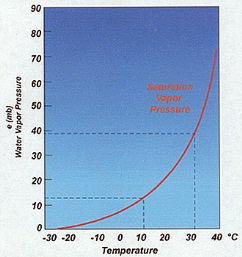 90
80
70
60
50
40
30
20
10
0
e (mb)
Water Vapor Pressure
Saturation
Vapor
Pressure
-30 -20 -10 0 10 20 30 40 °C
Temperature